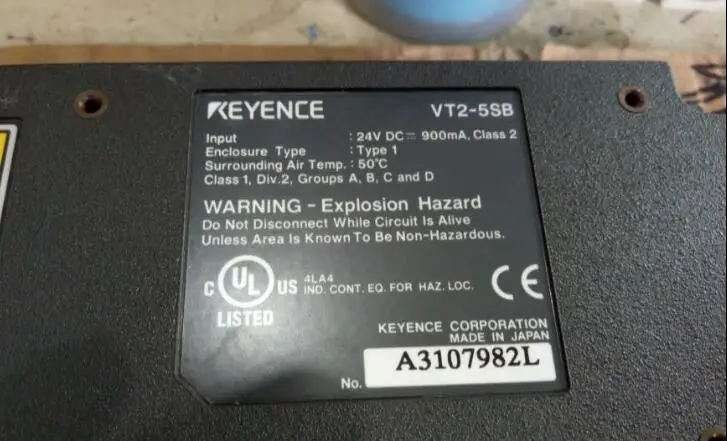 KEYENCE VT2-5SB
Input : 24V DC⎓ 900mA, Class 2
Enclosure Type : Type 1
Surrounding Air Temp. : 50°C
Class 1, Div.2, Groups A, B, C and D
WARNING - Explosion Hazard
Do Not Disconnect While Circuit Is Alive
Unless Area Is Known To Be Non-Hazardous.
C UL US 4LA4
IND. CONT. EQ. FOR HAZ. LOC. CE
LISTED
KEYENCE CORPORATION
MADE IN JAPAN
No. A3107982L